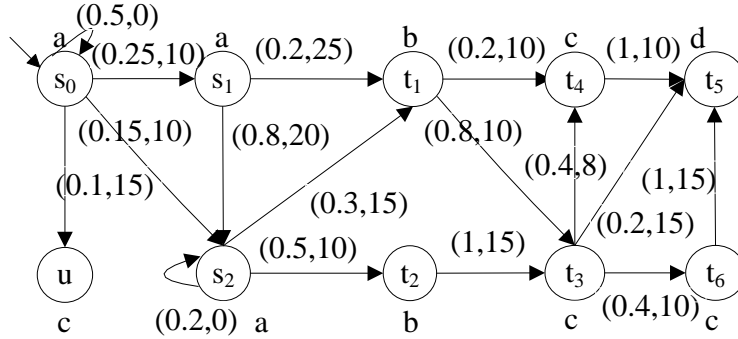 (0.5,0)
a a b c d
(0.25,10) (0.2,25) (0.2,10) (1,10)
s0 s1 t1 t4 t5
(0.15,10) (0.8,20) (0.8,10)
(0.4,8)
(0.1,15) (1,15)
(0.3,15) (0.2,15)
(0.5,10) (1,15)
u s2 t2 t3 t6
(0.4,10)
(0.2,0) a
c b c c